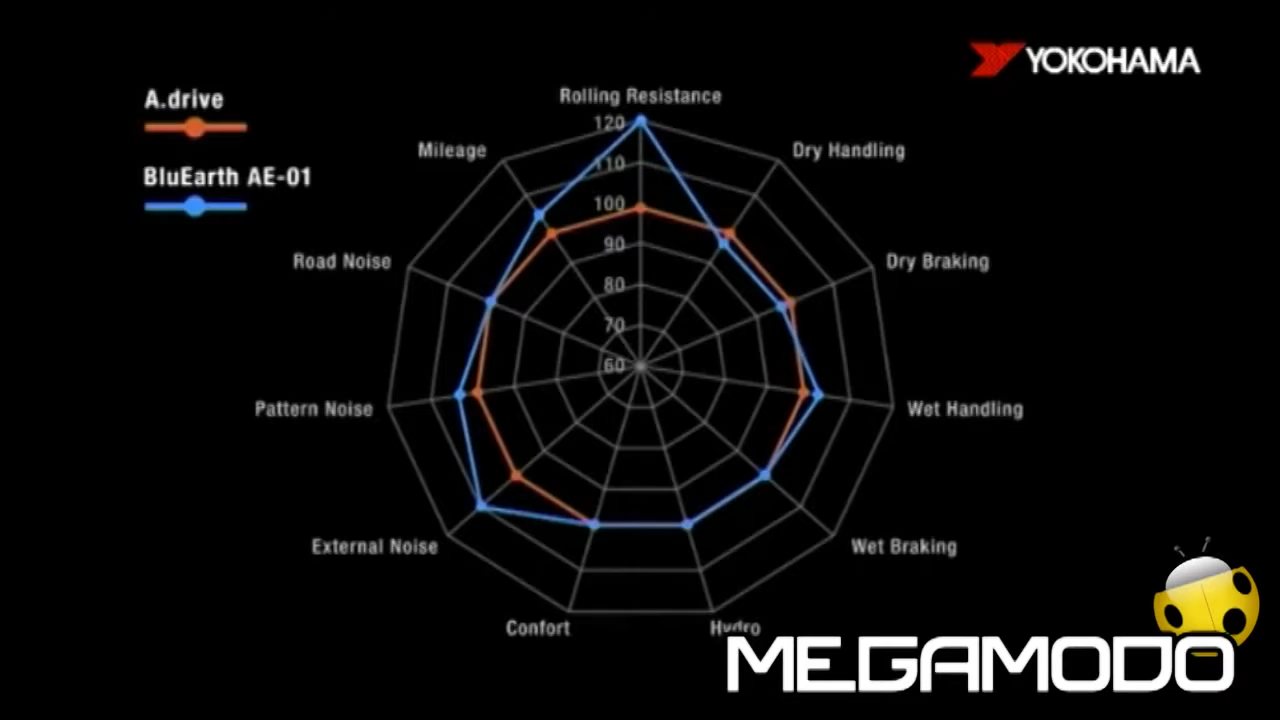 YOKOHAMA
A.drive
BluEarth AE-01
Rolling Resistance
120
110
100
90
80
70
60
Mileage
Dry Handling
Road Noise
Dry Braking
Pattern Noise
Wet Handling
External Noise
Wet Braking
Confort
Hydro
MEGAMODO